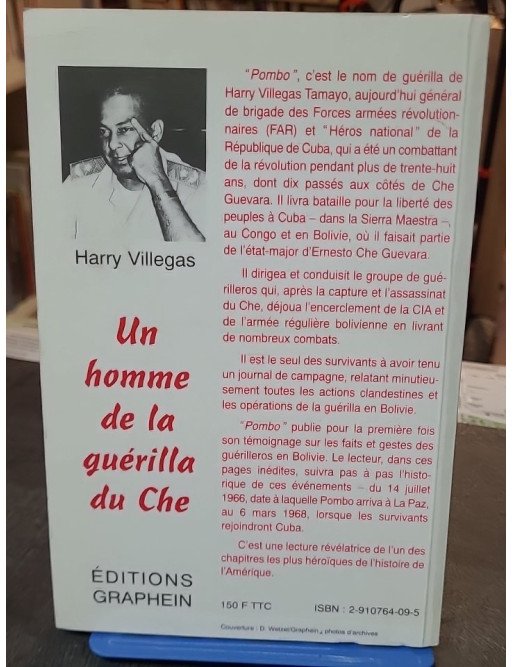 Harry Villegas
Un
homme
de la
guérilla
du Che
ÉDITIONS
GRAPHEIN
"Pombo", c'est le nom de guérilla de
Harry Villegas Tamayo, aujourd'hui général
de brigade des Forces armées révolution-
naires (FAR) et "Héros national" de la
République de Cuba, qui a été un combattant
de la révolution pendant plus de trente-huit
ans, dont dix passés aux côtés de Che
Guevara. Il livra bataille pour la liberté des
peuples à Cuba – dans la Sierra Maestra –,
au Congo et en Bolivie, où il faisait partie
de l'état-major d'Ernesto Che Guevara.
Il dirigea et conduisit le groupe de gué-
rilleros qui, après la capture et l'assassinat
du Che, déjoua l'encerclement de la CIA et
de l'armée régulière bolivienne en livrant
de nombreux combats.
Il est le seul des survivants à avoir tenu
un journal de campagne, relatant minutieu-
sement toutes les actions clandestines et
les opérations de la guérilla en Bolivie.
"Pombo" publie pour la première fois
son témoignage sur les faits et gestes des
guérilleros en Bolivie. Le lecteur, dans ces
pages inédites, suivra pas à pas l'histo-
rique de ces événements – du 14 juillet
1966, date à laquelle Pombo arriva à La Paz,
au 6 mars 1968, lorsque les survivants
rejoindront Cuba.
C'est une lecture révélatrice de l'un des
chapitres les plus héroïques de l'histoire de
l'Amérique.
150 F TTC
ISBN : 2-910764-09-5
Couverture : D. Wetzel/Graphein, photos d'archives